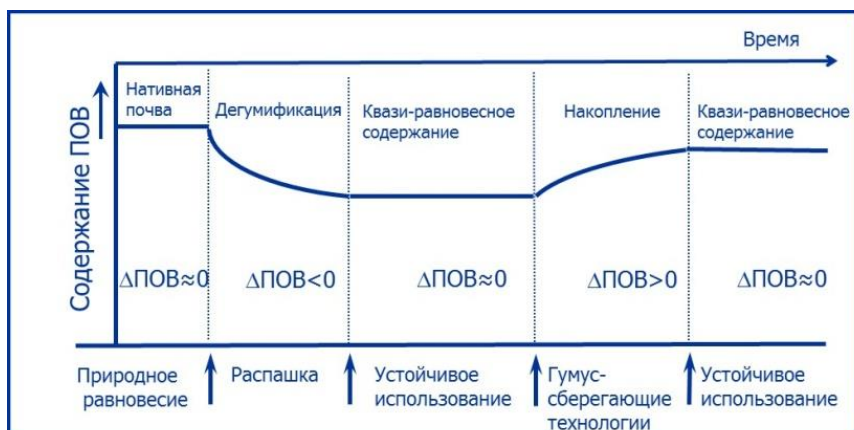 Время
Содержание ПОВ
Нативная
почва
Дегумификация
Квази-равновесное
содержание
Накопление
Квази-равновесное
содержание
ΔПОВ≈0
ΔПОВ<0
ΔПОВ≈0
ΔПОВ>0
ΔПОВ≈0
Природное
равновесие
Распашка
Устойчивое
использование
Гумус-
сберегающие
технологии
Устойчивое
использование